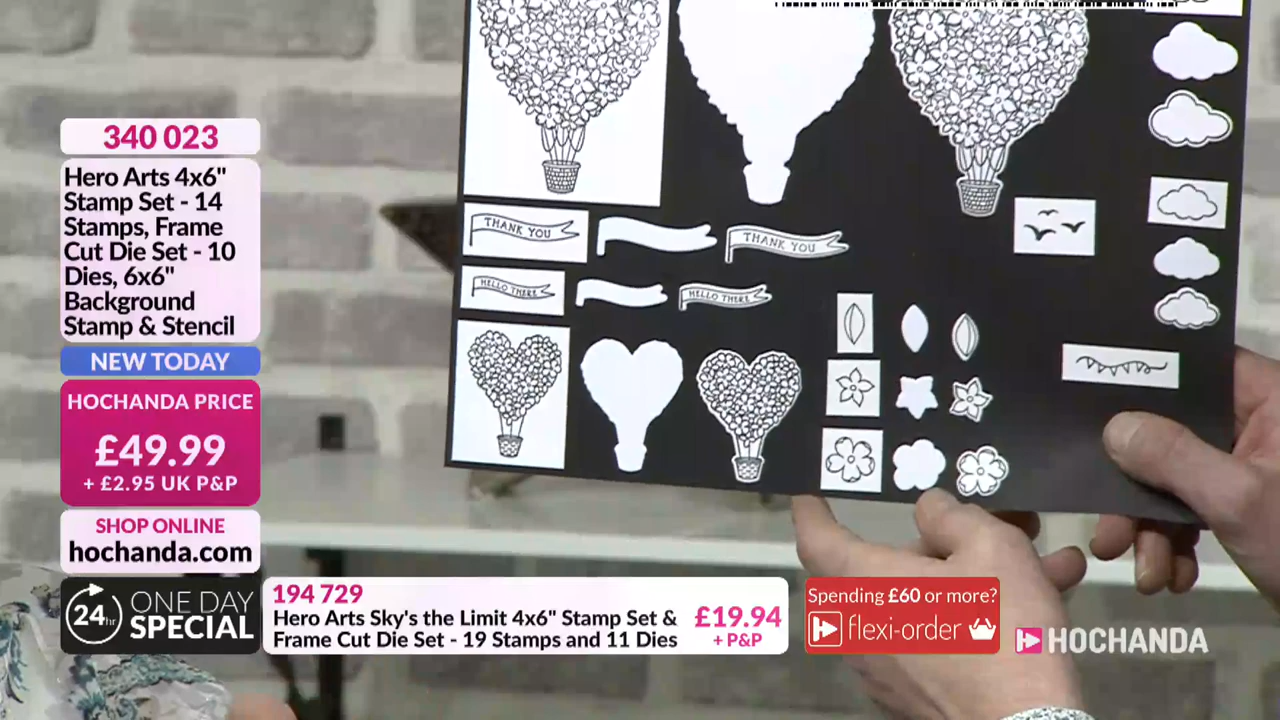 340 023
Hero Arts 4x6"
Stamp Set - 14
Stamps, Frame
Cut Die Set - 10
Dies, 6x6"
Background
Stamp & Stencil
NEW TODAY
HOCHANDA PRICE
£49.99
+ £2.95 UK P&P
SHOP ONLINE
hochanda.com
THANK YOU
THANK YOU
HELLO THERE
HELLO THERE
24hr
ONE DAY
SPECIAL
194 729
Hero Arts Sky's the Limit 4x6" Stamp Set &
Frame Cut Die Set - 19 Stamps and 11 Dies
£19.94
+ P&P
Spending £60 or more?
flexi-order
HOCHANDA